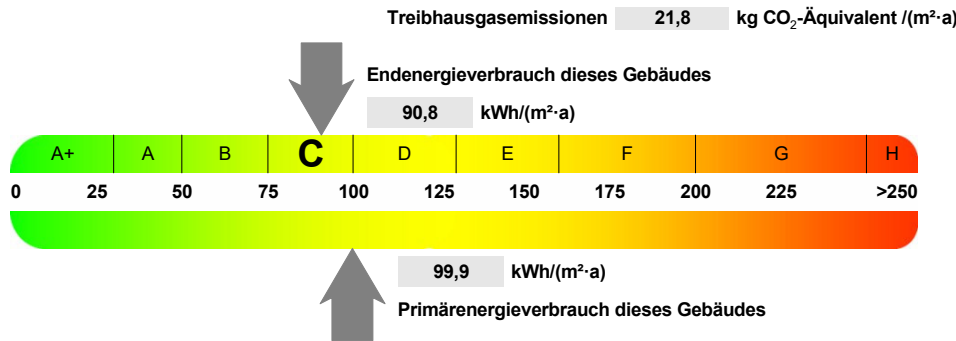 Treibhausgasemissionen 21,8 kg CO₂-Äquivalent /(m²·a)
Endenergieverbrauch dieses Gebäudes
90,8 kWh/(m²·a)
A+ A B C D E F G H
0 25 50 75 100 125 150 175 200 225 >250
99,9 kWh/(m²·a)
Primärenergieverbrauch dieses Gebäudes